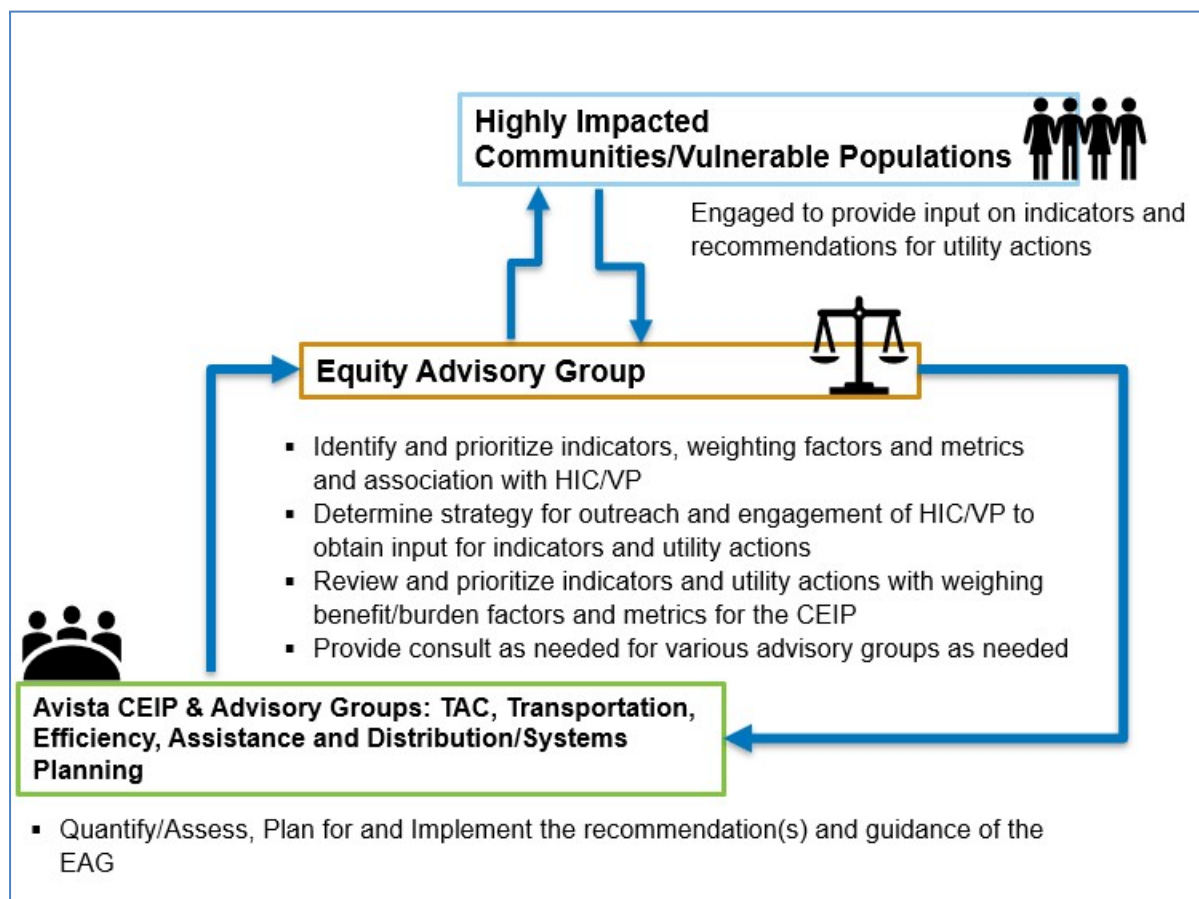 Highly Impacted
Communities/Vulnerable Populations
Engaged to provide input on indicators and
recommendations for utility actions
Equity Advisory Group
▪ Identify and prioritize indicators, weighting factors and metrics
and association with HIC/VP
▪ Determine strategy for outreach and engagement of HIC/VP to
obtain input for indicators and utility actions
▪ Review and prioritize indicators and utility actions with weighing
benefit/burden factors and metrics for the CEIP
▪ Provide consult as needed for various advisory groups as needed
Avista CEIP & Advisory Groups: TAC, Transportation,
Efficiency, Assistance and Distribution/Systems
Planning
▪ Quantify/Assess, Plan for and Implement the recommendation(s) and guidance of the
EAG